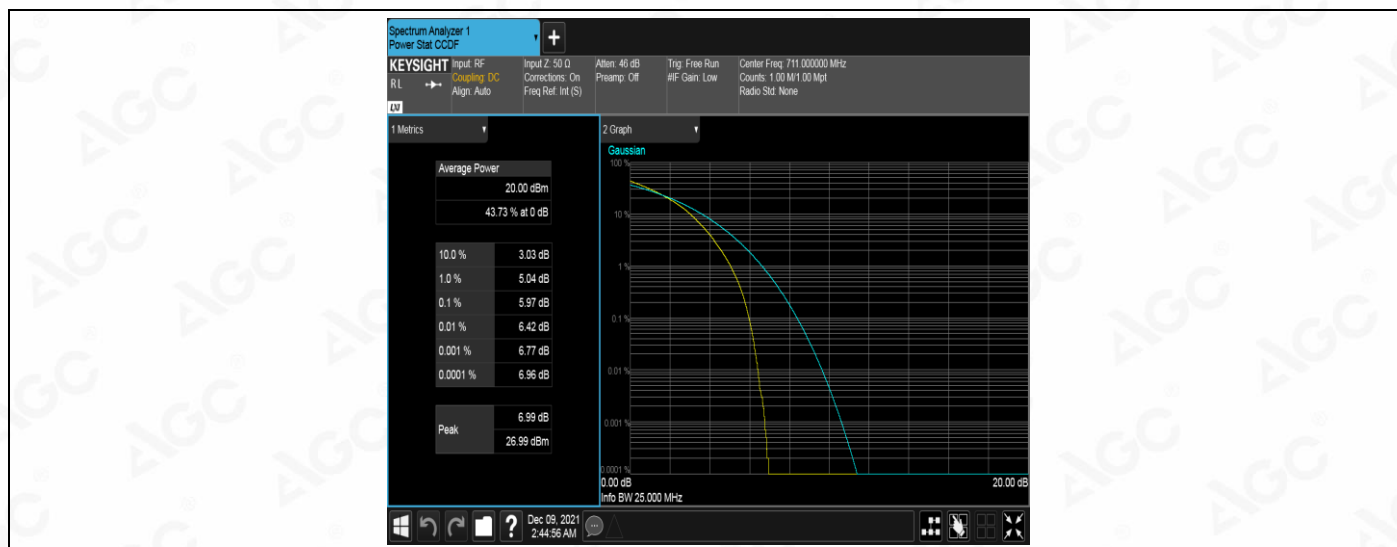 Spectrum Analyzer 1
Power Stat CCDF
+
KEYSIGHT
Input: RF
Input Z: 50 Ω
Atten: 46 dB
Trig: Free Run
Center Freq: 711.000000 MHz
R L
Coupling: DC
Corrections: On
Preamp: Off
#IF Gain: Low
Counts: 1.00 M/1.00 Mpt
Align: Auto
Freq Ref: Int (S)
Radio Std: None
LXI
1 Metrics
Average Power
20.00 dBm
43.73 % at 0 dB
10.0 % 3.03 dB
1.0 % 5.04 dB
0.1 % 5.97 dB
0.01 % 6.42 dB
0.001 % 6.77 dB
0.0001 % 6.96 dB
Peak
6.99 dB
26.99 dBm
2 Graph
Gaussian
100 %
10 %
1 %
0.1 %
0.01 %
0.001 %
0.0001 %
0.00 dB
20.00 dB
Info BW 25.000 MHz
?
Dec 09, 2021
2:44:56 AM
AGC